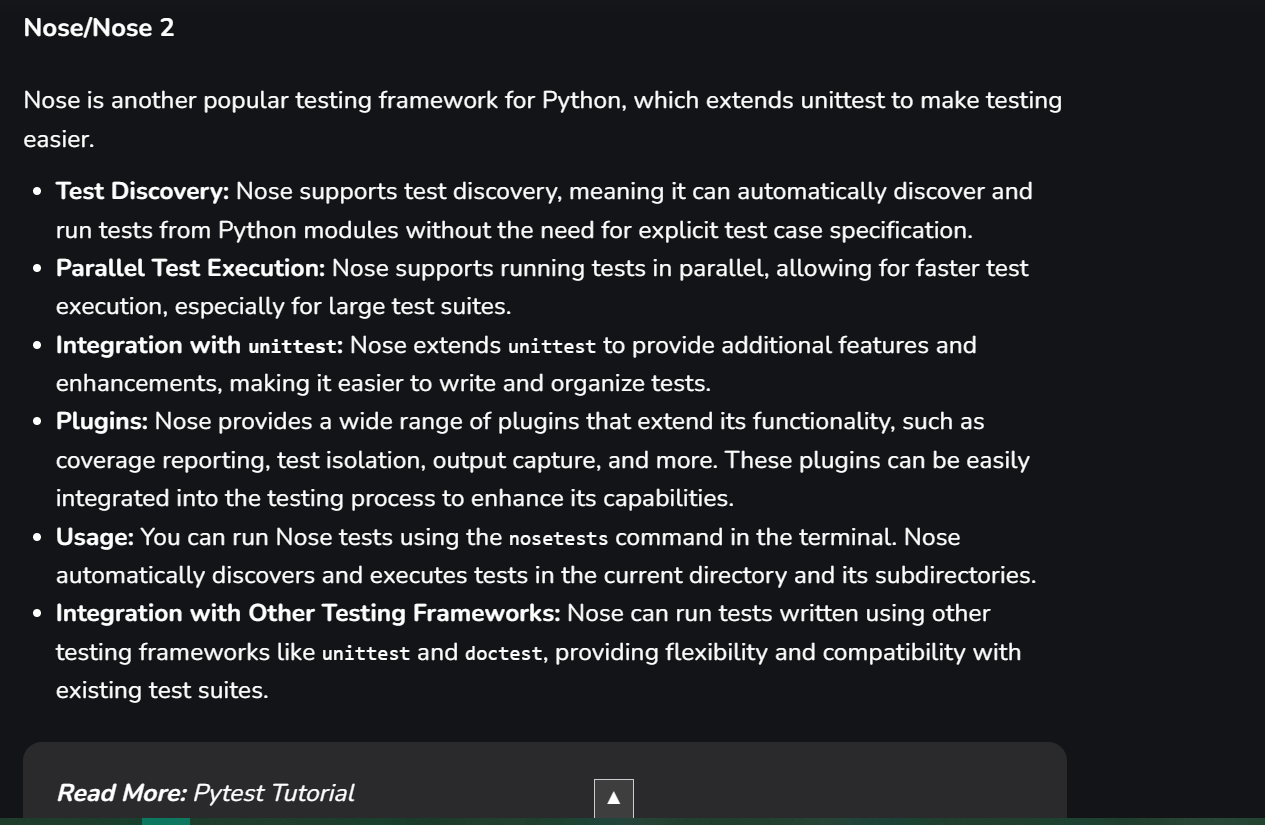 Nose/Nose 2
Nose is another popular testing framework for Python, which extends unittest to make testing
easier.
• Test Discovery: Nose supports test discovery, meaning it can automatically discover and
run tests from Python modules without the need for explicit test case specification.
• Parallel Test Execution: Nose supports running tests in parallel, allowing for faster test
execution, especially for large test suites.
• Integration with unittest: Nose extends unittest to provide additional features and
enhancements, making it easier to write and organize tests.
• Plugins: Nose provides a wide range of plugins that extend its functionality, such as
coverage reporting, test isolation, output capture, and more. These plugins can be easily
integrated into the testing process to enhance its capabilities.
• Usage: You can run Nose tests using the nosetests command in the terminal. Nose
automatically discovers and executes tests in the current directory and its subdirectories.
• Integration with Other Testing Frameworks: Nose can run tests written using other
testing frameworks like unittest and doctest, providing flexibility and compatibility with
existing test suites.
Read More: Pytest Tutorial